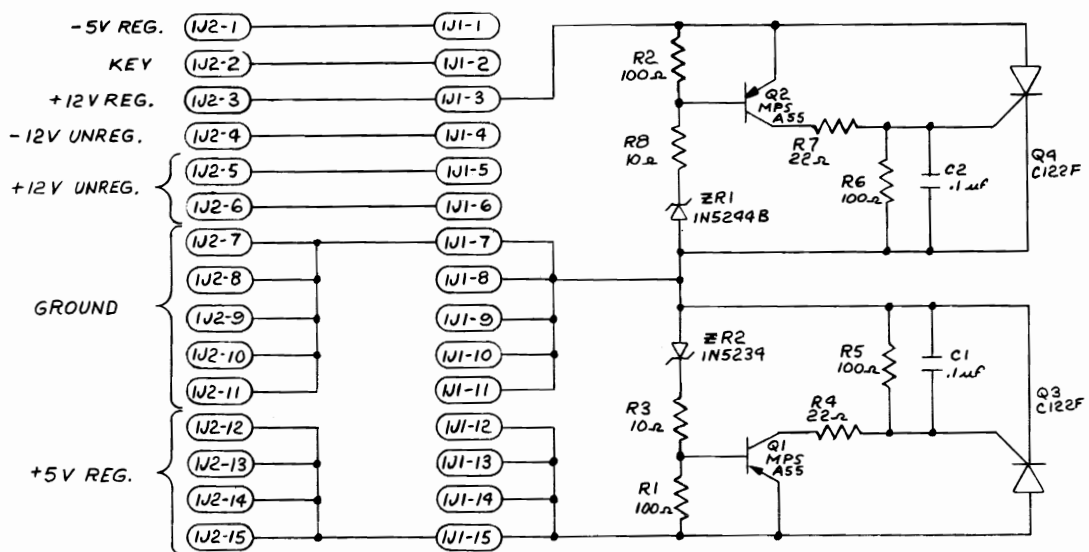 -5V REG.
1J2-1
1J1-1
KEY
1J2-2
1J1-2
+12V REG.
1J2-3
1J1-3
-12V UNREG.
1J2-4
1J1-4
+12V UNREG.
1J2-5
1J1-5
1J2-6
1J1-6
GROUND
1J2-7
1J1-7
1J2-8
1J1-8
1J2-9
1J1-9
1J2-10
1J1-10
1J2-11
1J1-11
+5V REG.
1J2-12
1J1-12
1J2-13
1J1-13
1J2-14
1J1-14
1J2-15
1J1-15
R2
100Ω
Q2
MPS
A55
R8
10Ω
R7
22Ω
R6
100Ω
C2
.1uf
Q4
C122F
ZR1
1N5244B
ZR2
1N5234
R5
100Ω
C1
.1uf
Q3
C122F
R3
10Ω
R4
22Ω
Q1
MPS
A55
R1
100Ω